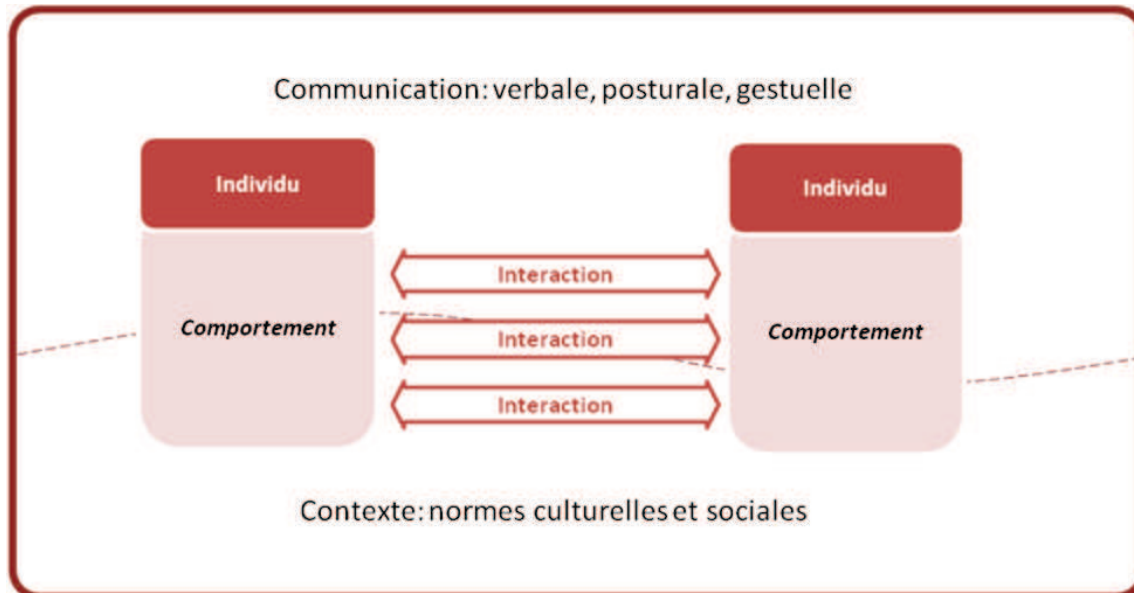 Communication: verbale, posturale, gestuelle
Individu
Individu
Interaction
Comportement
Interaction
Comportement
Interaction
Contexte: normes culturelles et sociales